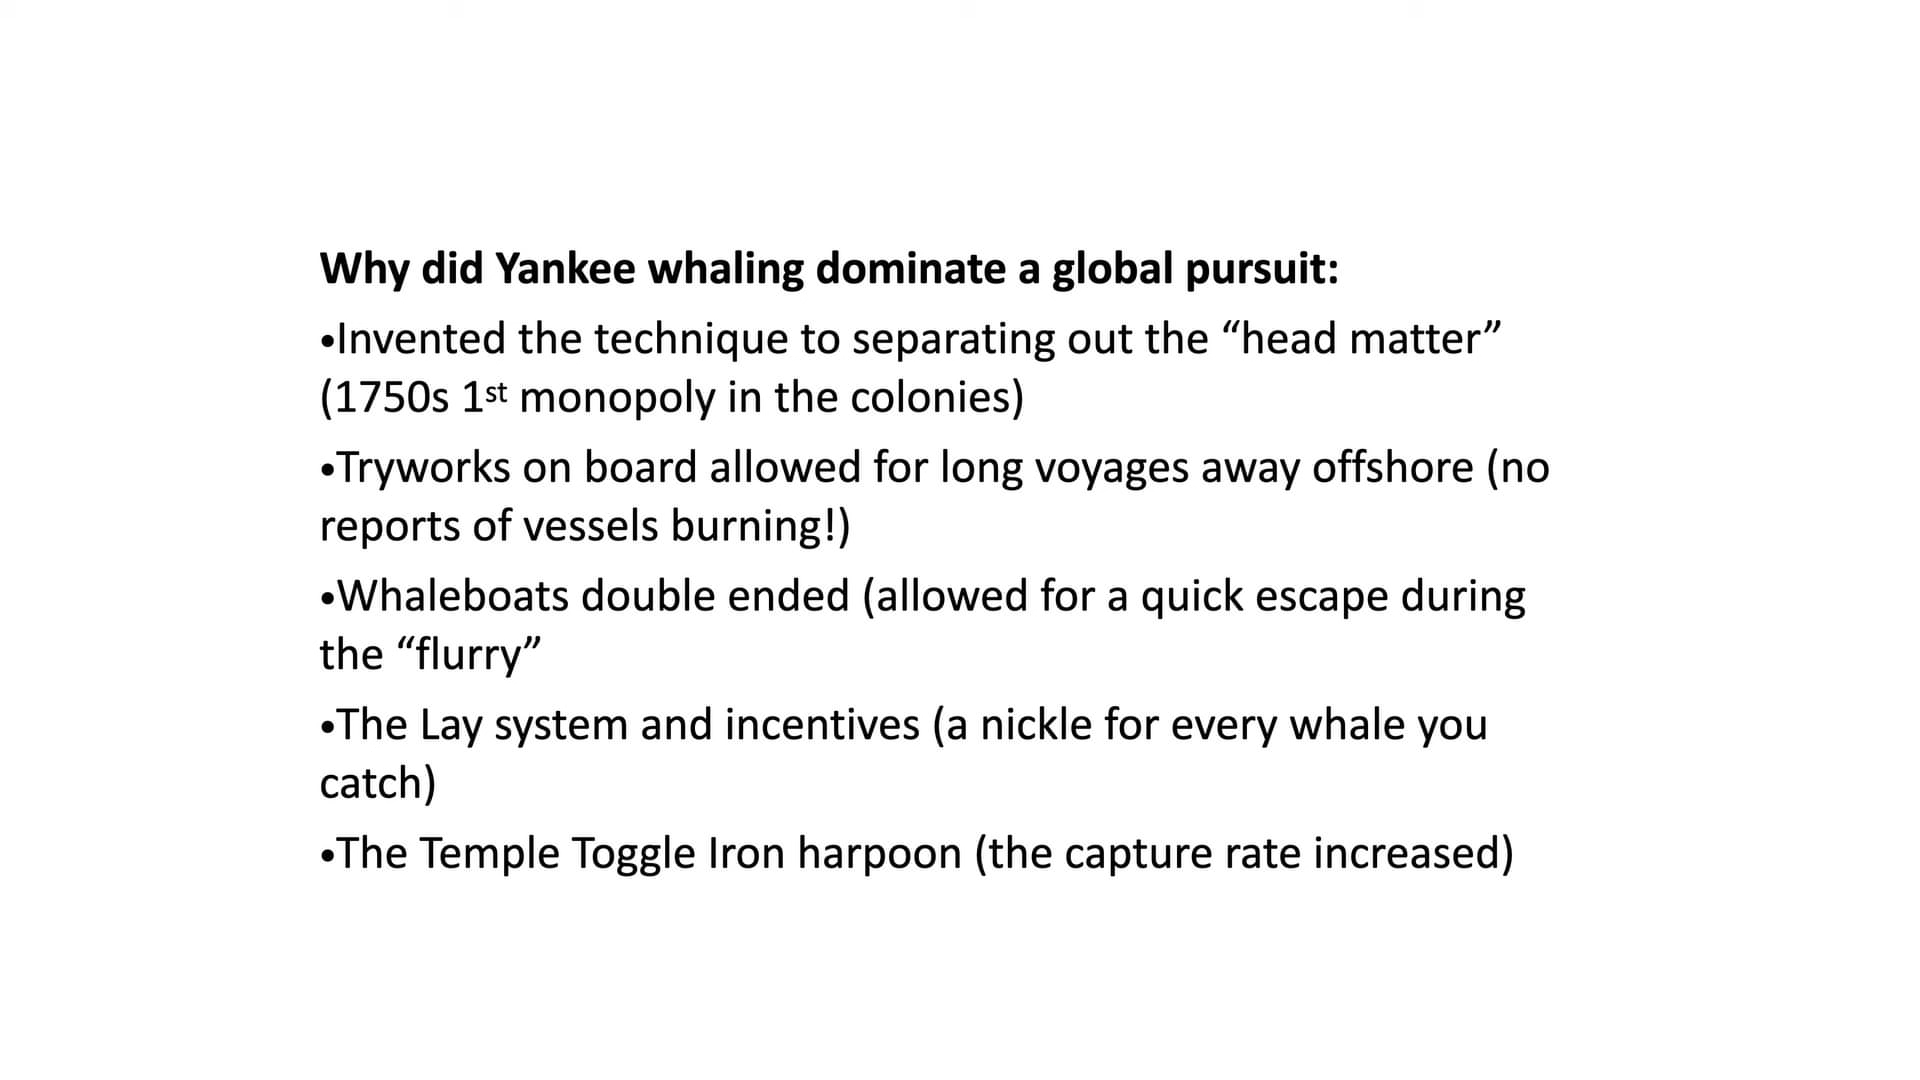 Why did Yankee whaling dominate a global pursuit:
•Invented the technique to separating out the “head matter”
(1750s 1st monopoly in the colonies)
•Tryworks on board allowed for long voyages away offshore (no
reports of vessels burning!)
•Whaleboats double ended (allowed for a quick escape during
the “flurry”
•The Lay system and incentives (a nickle for every whale you
catch)
•The Temple Toggle Iron harpoon (the capture rate increased)